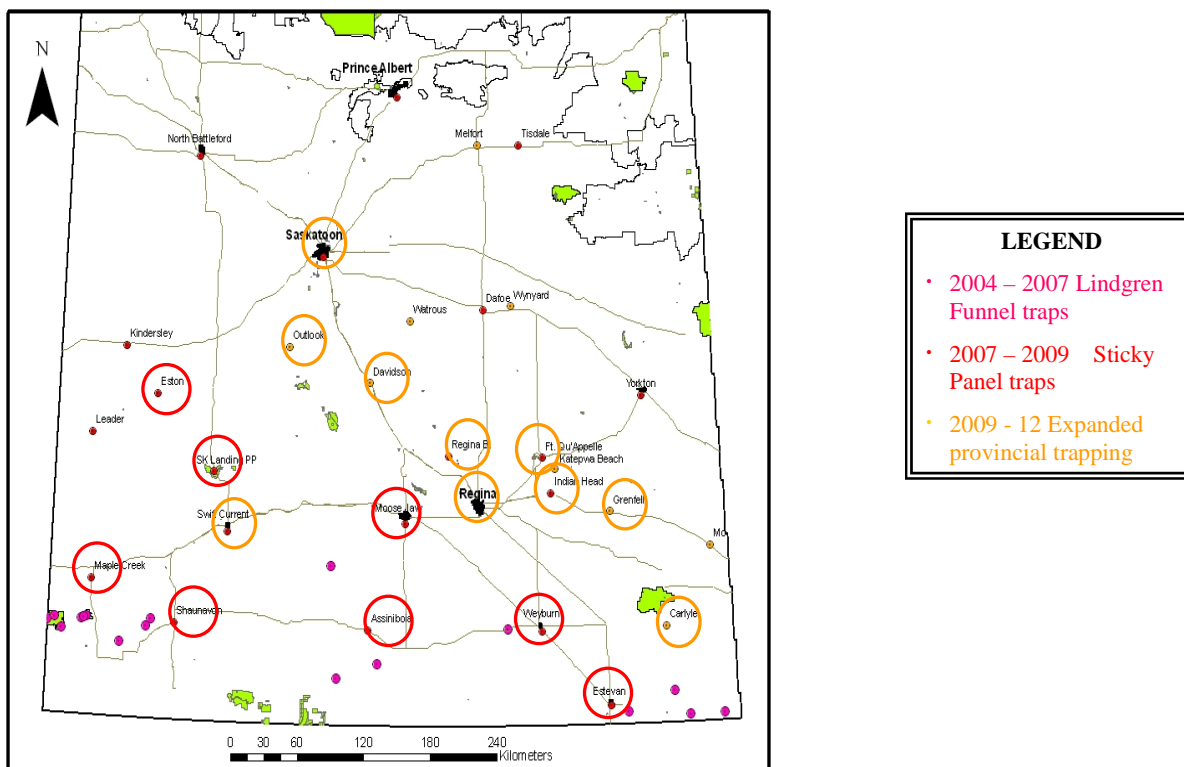 N
Prince Albert
North Battleford
Melfort
Tisdale
Saskatoon
Dafoe
Wynyard
Watrous
Outlook
Kindersley
Davidson
Eston
Yorkton
Leader
Regina B
Ft. Qu'Appelle
SK Landing PP
Katepwa Beach
Indian Head
Regina
Grenfell
Moose Jaw
Swift Current
Mo
Maple Creek
Shaunavon
Assiniboia
Weyburn
Carlyle
Estevan
0 30 60 120 180 240
Kilometers
LEGEND
• 2004 – 2007 Lindgren
Funnel traps
• 2007 – 2009 Sticky
Panel traps
• 2009 - 12 Expanded
provincial trapping